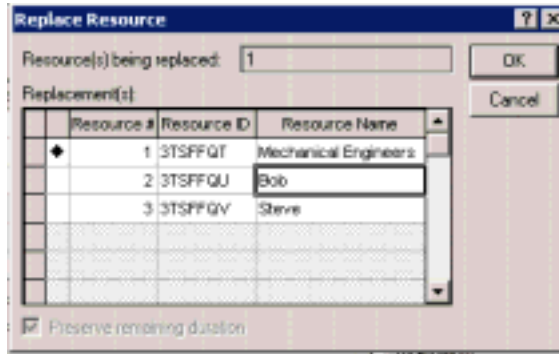 Replace Resource
Resource(s) being replaced: 1
OK
Replacement(s):
Cancel
Resource # Resource ID Resource Name
1 3TSFFQT Mechanical Engineers
2 3TSFFQU Bob
3 3TSFFQV Steve
Preserve remaining duration